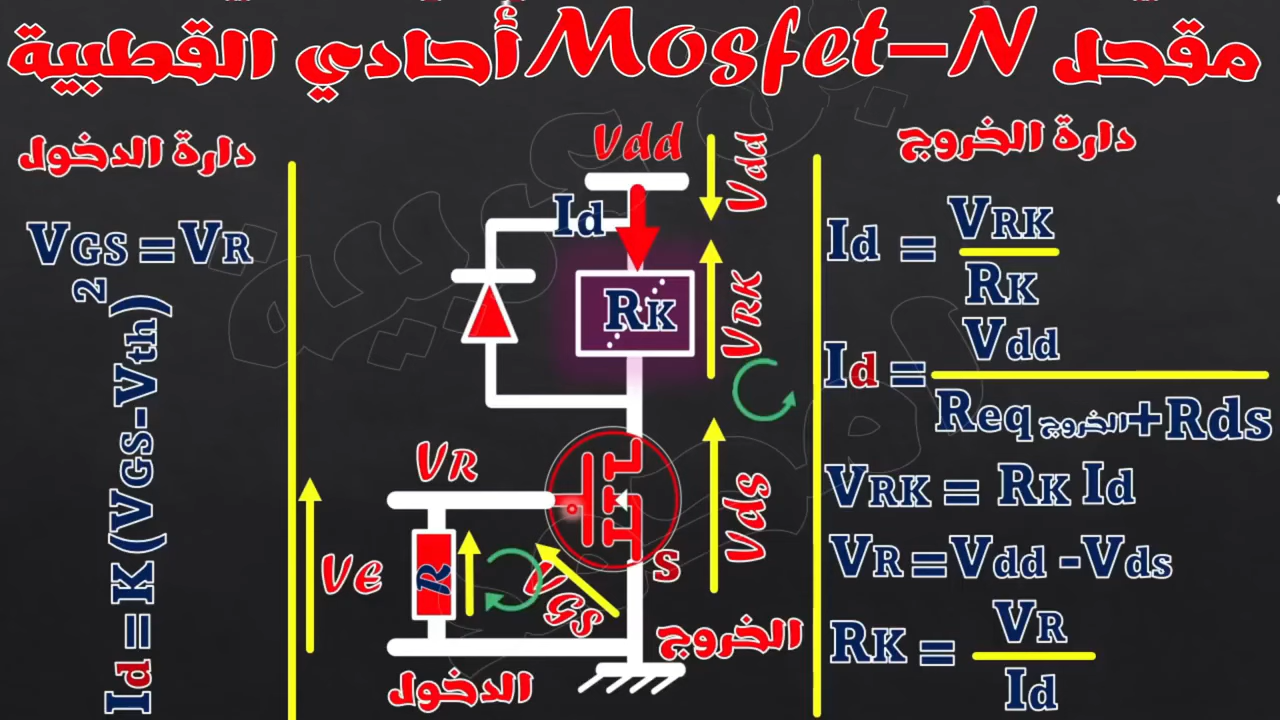 مقحل Mosfet-N أحادي القطبية
دارة الدخول
VGS = VR
Id = K(VGS-Vth)²
Vdd
Vdd
Id
RK
VRK
VR
VE
R
VGS
S
Vds
الدخول
الخروج
دارة الخروج
Id = VRK / RK
Id = Vdd / Req الخروج + Rds
VRK = RK Id
VR = Vdd - Vds
RK = VR / Id